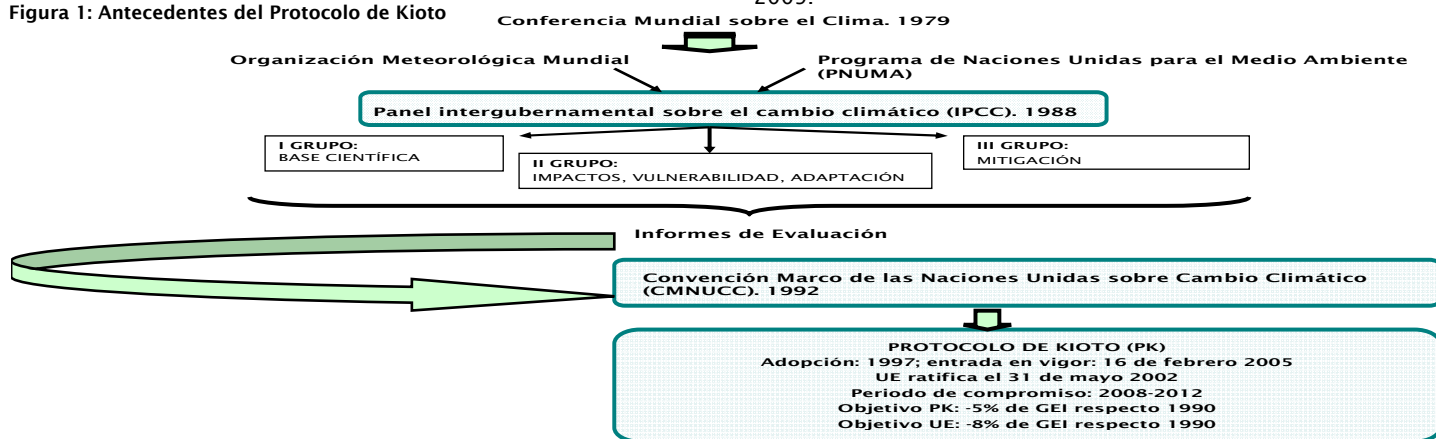 2005.
Figura 1: Antecedentes del Protocolo de Kioto
Conferencia Mundial sobre el Clima. 1979
Organización Meteorológica Mundial
Programa de Naciones Unidas para el Medio Ambiente
(PNUMA)
Panel intergubernamental sobre el cambio climático (IPCC). 1988
I GRUPO:
BASE CIENTÍFICA
II GRUPO:
IMPACTOS, VULNERABILIDAD, ADAPTACIÓN
III GRUPO:
MITIGACIÓN
Informes de Evaluación
Convención Marco de las Naciones Unidas sobre Cambio Climático
(CMNUCC). 1992
PROTOCOLO DE KIOTO (PK)
Adopción: 1997; entrada en vigor: 16 de febrero 2005
UE ratifica el 31 de mayo 2002
Periodo de compromiso: 2008-2012
Objetivo PK: -5% de GEI respecto 1990
Objetivo UE: -8% de GEI respecto 1990